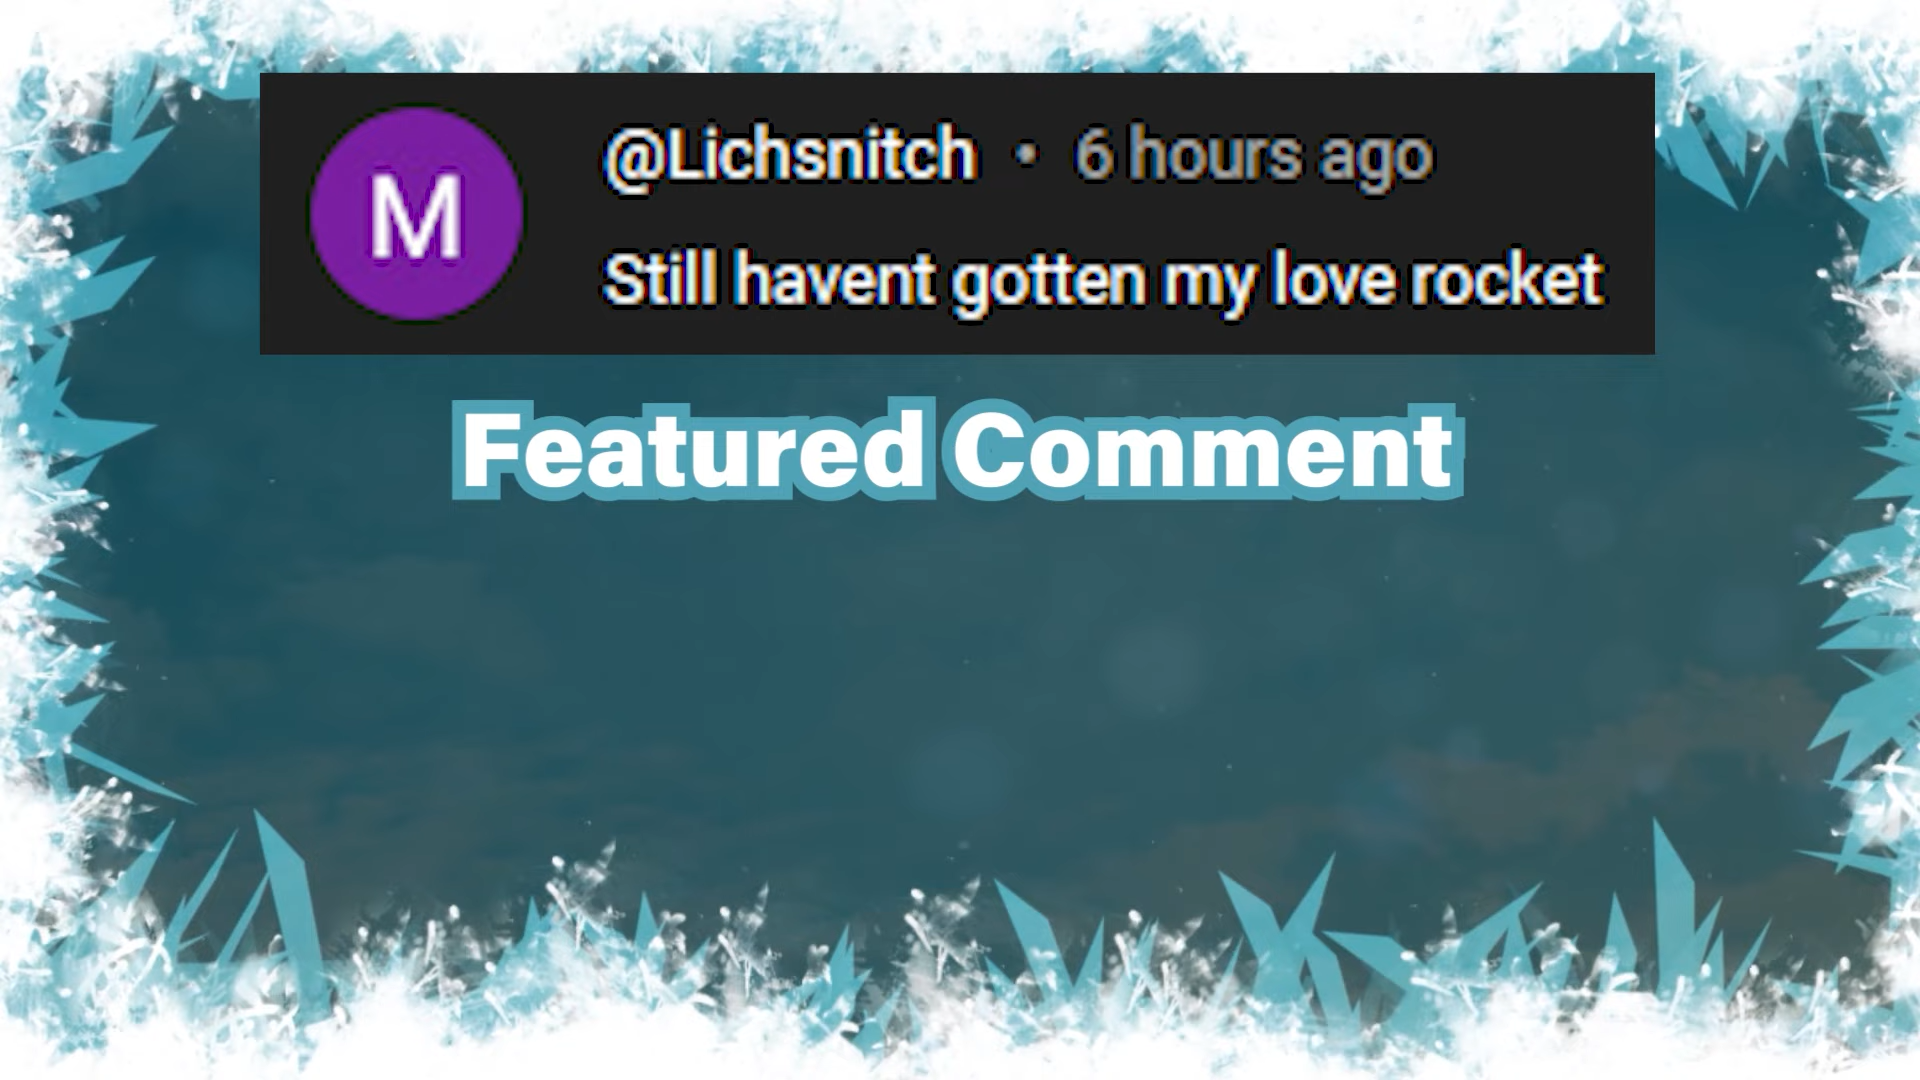 M
@Lichsnitch • 6 hours ago
Still havent gotten my love rocket
Featured Comment